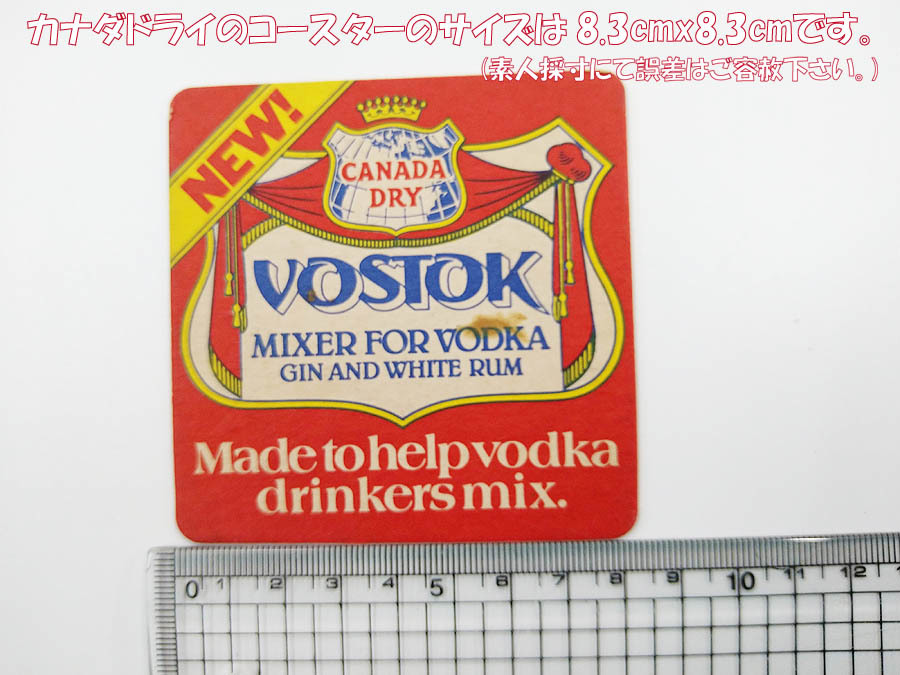 カナダドライのコースターのサイズは8.3cmx8.3cmです。
(素人採寸にて誤差はご容赦下さい。)
NEW!
CANADA
DRY
VOSTOK
MIXER FOR VODKA
GIN AND WHITE RUM
Made to help vodka
drinkers mix.
0 1 2 3 4 5 6 7 8 9 10 11 12